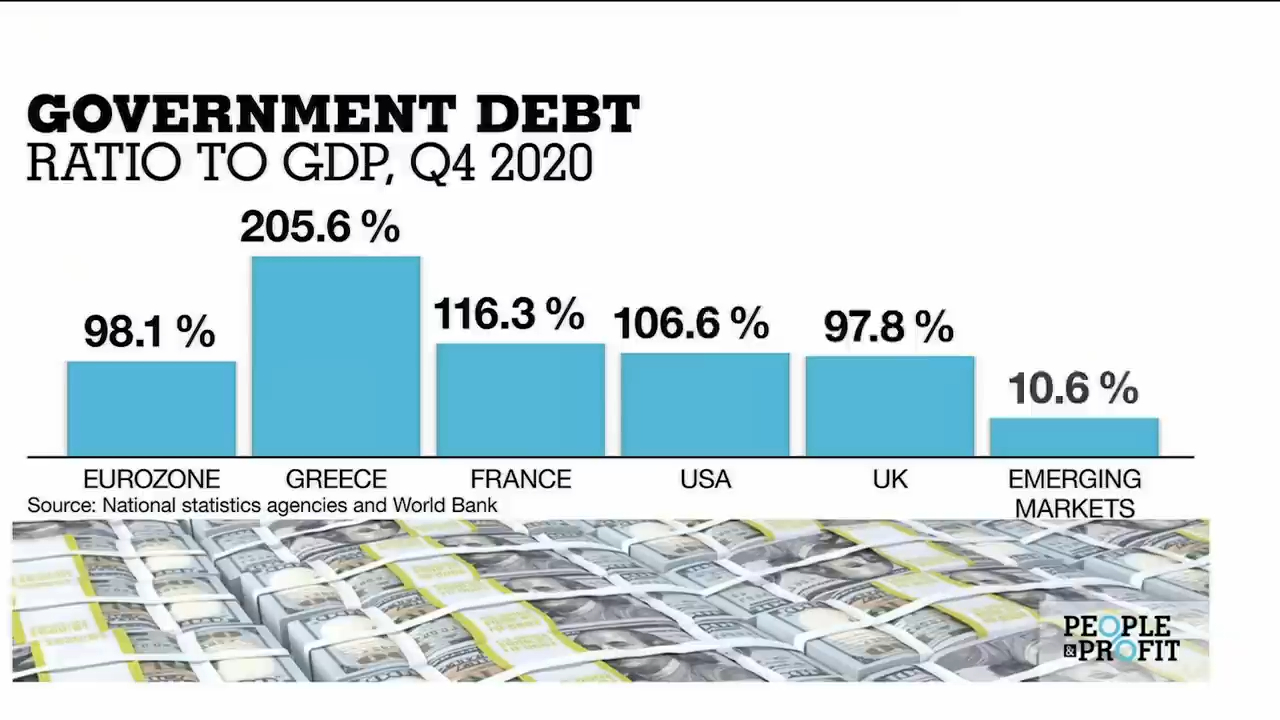 GOVERNMENT DEBT
RATIO TO GDP, Q4 2020
205.6 %
98.1 %
116.3 %
106.6 %
97.8 %
10.6 %
EUROZONE
GREECE
FRANCE
USA
UK
EMERGING
MARKETS
Source: National statistics agencies and World Bank
PEOPLE
&PROFIT